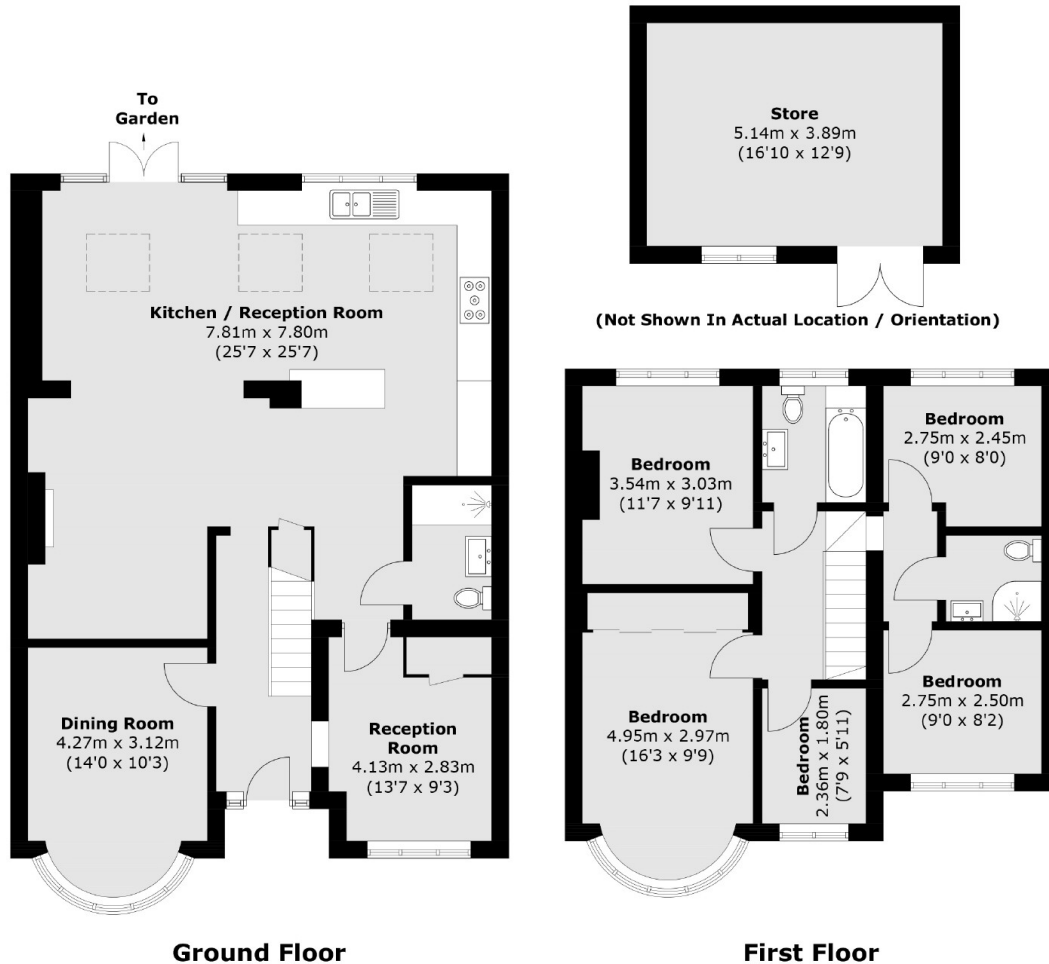 To
Garden
Kitchen / Reception Room
7.81m x 7.80m
(25'7 x 25'7)
Dining Room
4.27m x 3.12m
(14'0 x 10'3)
Reception
Room
4.13m x 2.83m
(13'7 x 9'3)
Ground Floor
Store
5.14m x 3.89m
(16'10 x 12'9)
(Not Shown In Actual Location / Orientation)
Bedroom
3.54m x 3.03m
(11'7 x 9'11)
Bedroom
2.75m x 2.45m
(9'0 x 8'0)
Bedroom
4.95m x 2.97m
(16'3 x 9'9)
Bedroom
2.36m x 1.80m
(7'9 x 5'11)
Bedroom
2.75m x 2.50m
(9'0 x 8'2)
First Floor